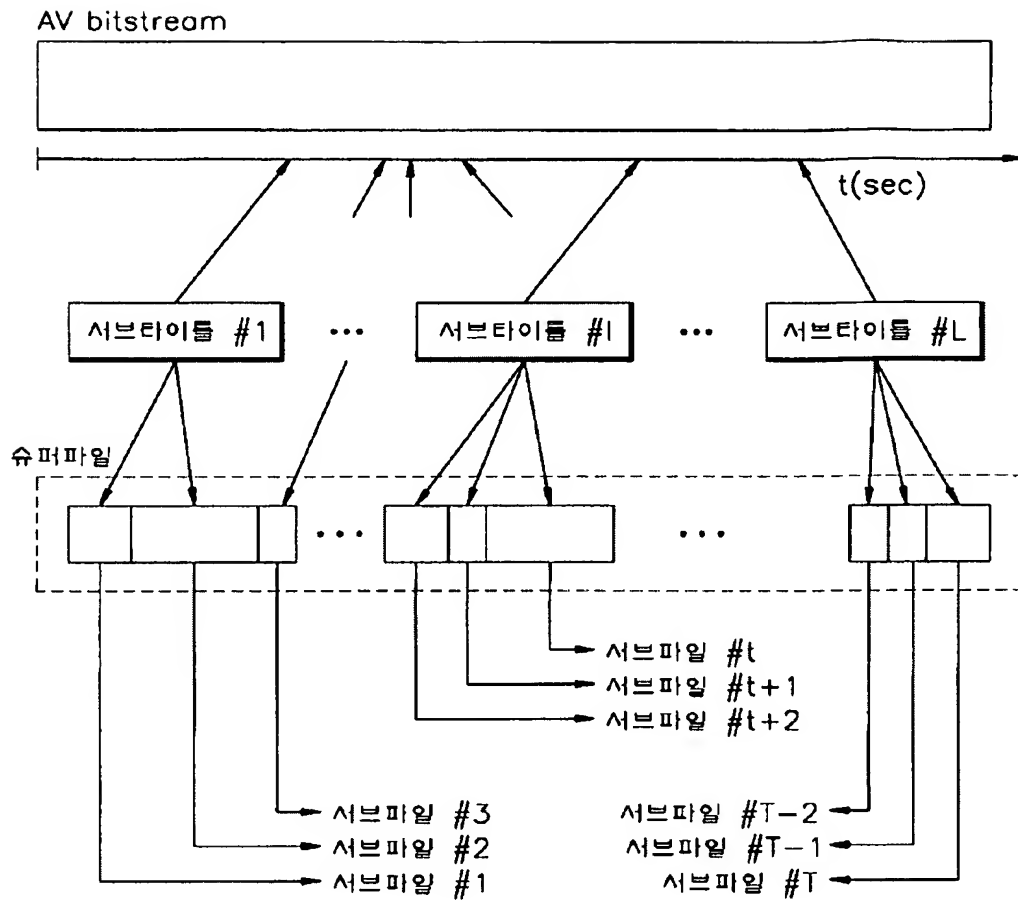 AV bitstream
t(sec)
서브타이틀 #1
...
서브타이틀 #l
...
서브타이틀 #L
슈퍼파일
...
...
서브파일 #t
서브파일 #t+1
서브파일 #t+2
서브파일 #3
서브파일 #2
서브파일 #1
서브파일 #T-2
서브파일 #T-1
서브파일 #T